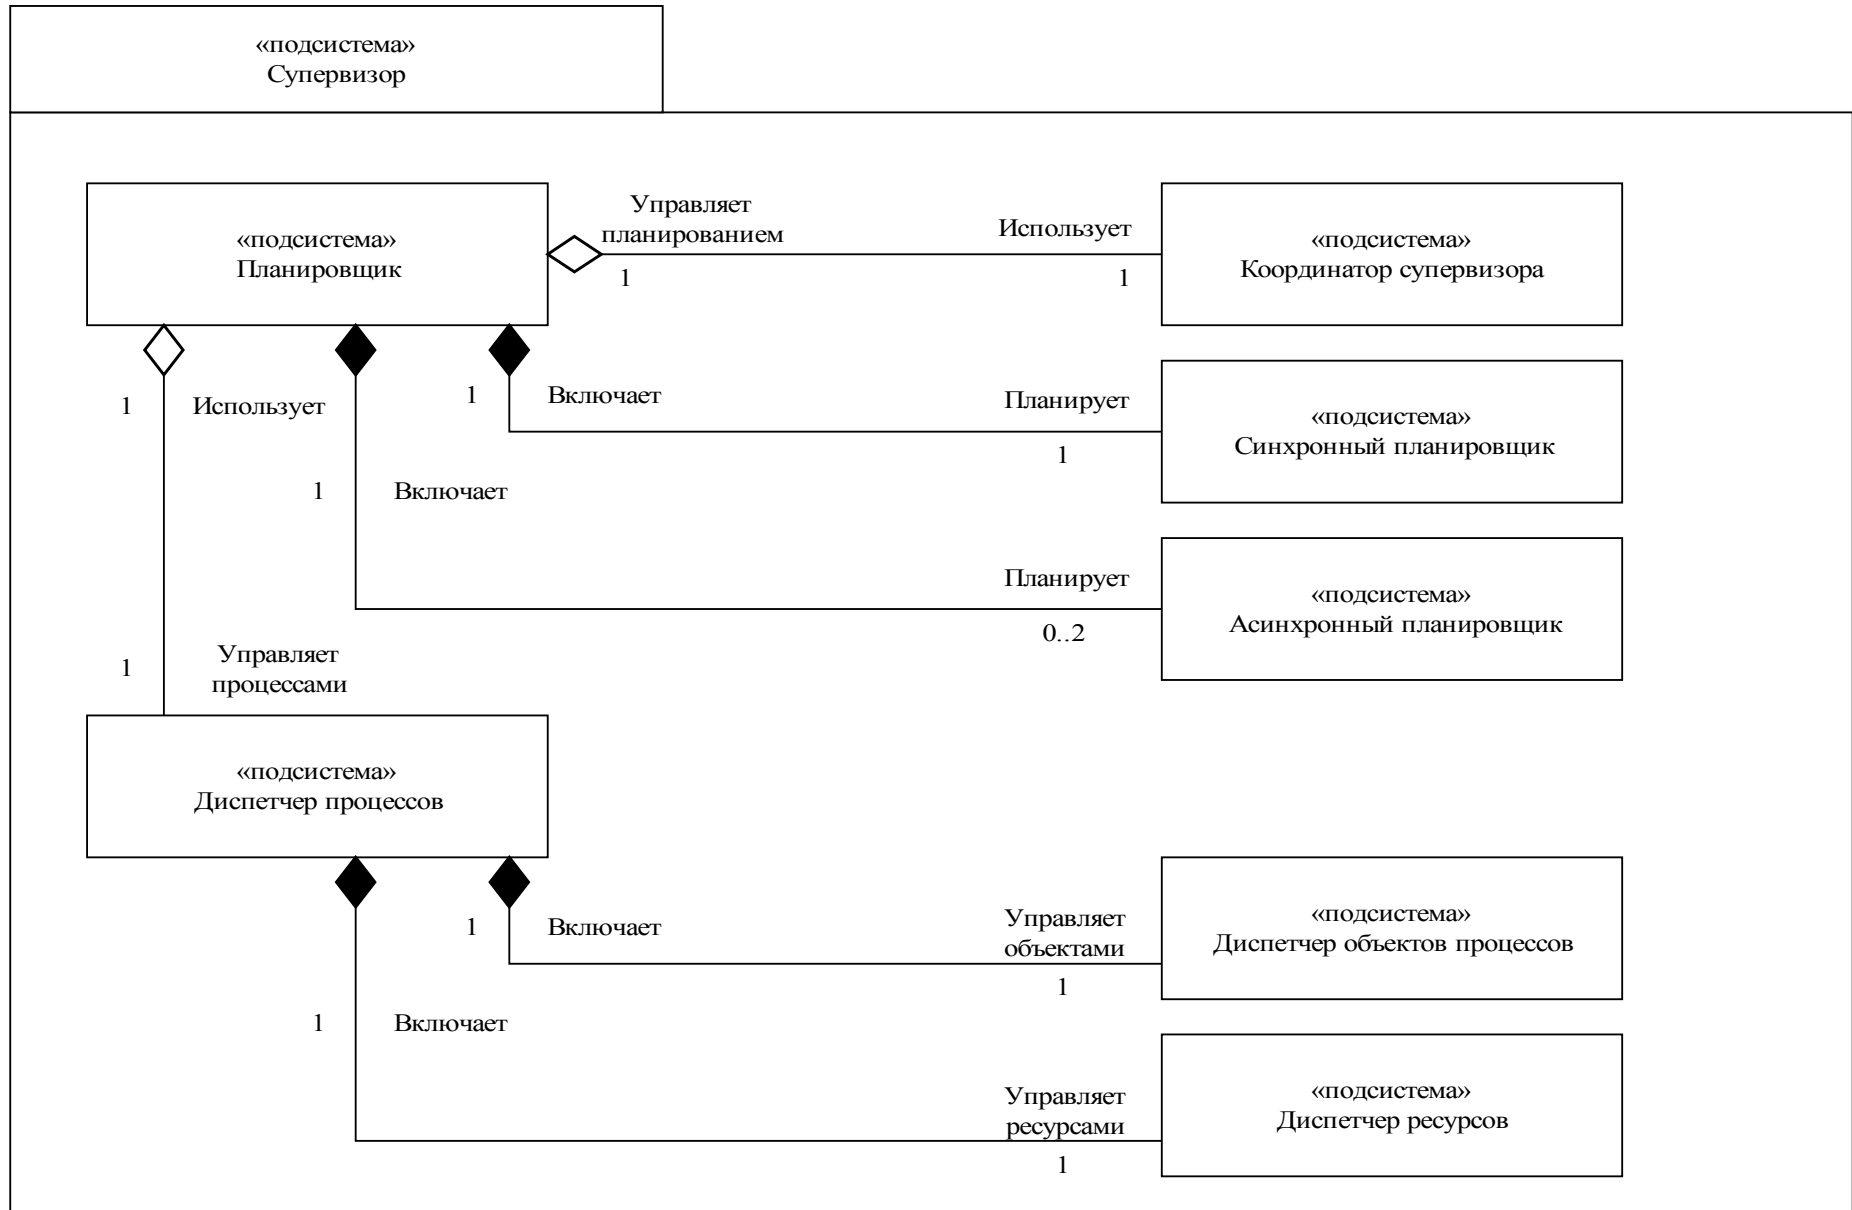 «подсистема»
Супервизор
«подсистема»
Планировщик
Управляет
планированием
1
Использует
1
«подсистема»
Координатор супервизора
1
Использует
1
Включает
Планирует
1
«подсистема»
Синхронный планировщик
1
Включает
Планирует
0..2
«подсистема»
Асинхронный планировщик
1
Управляет
процессами
«подсистема»
Диспетчер процессов
1
Включает
Управляет
объектами
1
«подсистема»
Диспетчер объектов процессов
1
Включает
Управляет
ресурсами
1
«подсистема»
Диспетчер ресурсов